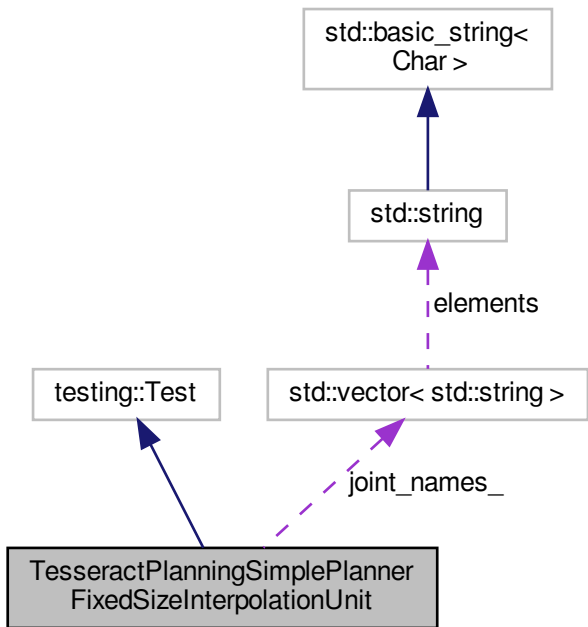 std::basic_string<
Char >
std::string
elements
testing::Test
std::vector< std::string >
joint_names_
TesseractPlanningSimplePlanner
FixedSizeInterpolationUnit